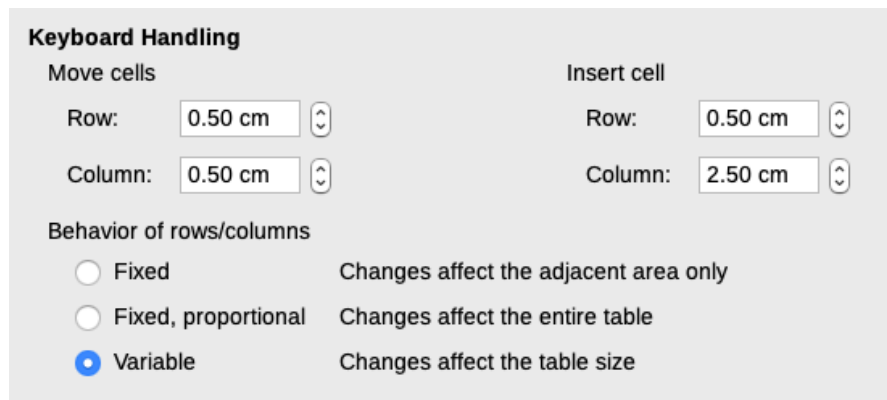 Keyboard Handling
Move cells Insert cell
Row: 0.50 cm Row: 0.50 cm
Column: 0.50 cm Column: 2.50 cm
Behavior of rows/columns
Fixed Changes affect the adjacent area only
Fixed, proportional Changes affect the entire table
Variable Changes affect the table size